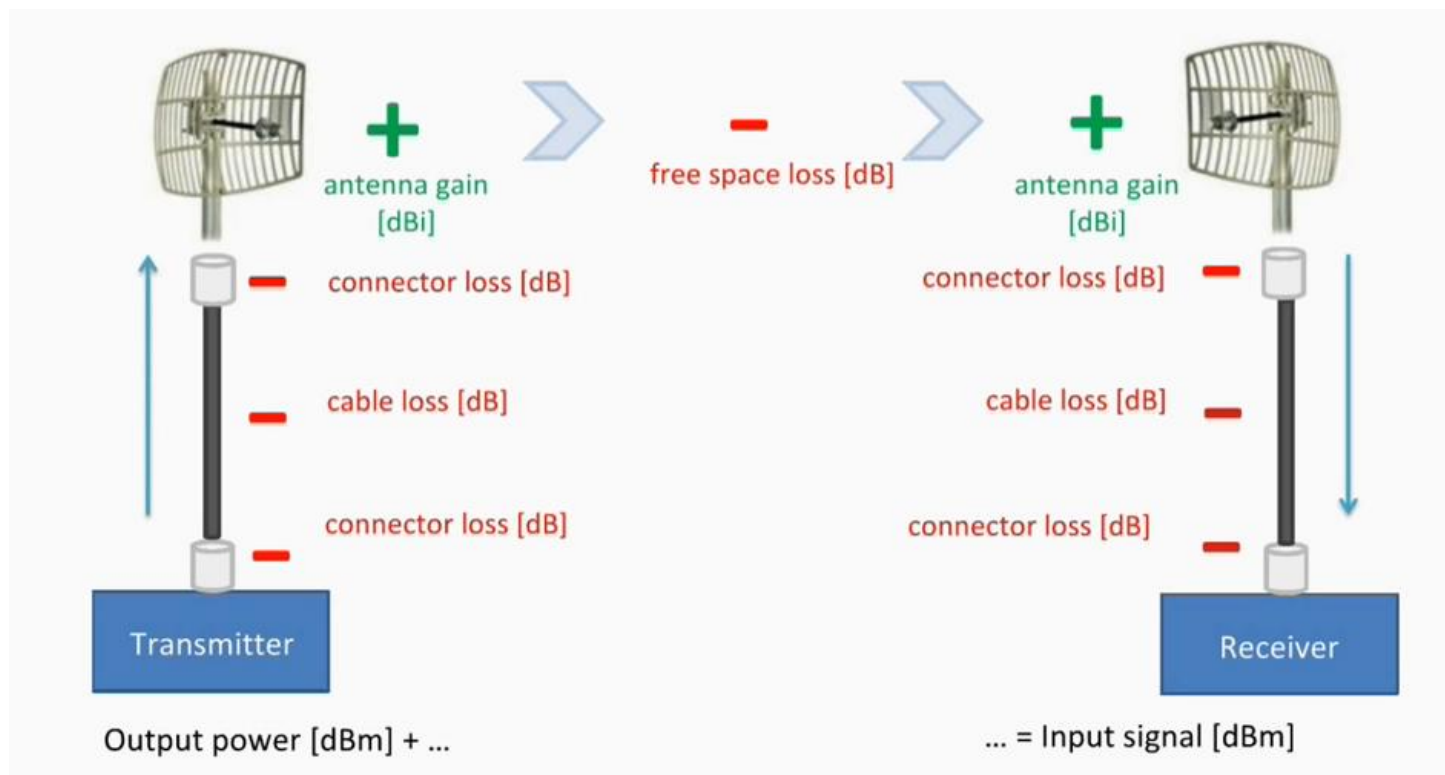 +
-
+
antenna gain
[dBi]
free space loss [dB]
antenna gain
[dBi]
- connector loss [dB]
connector loss [dB] -
- cable loss [dB]
cable loss [dB] -
- connector loss [dB]
connector loss [dB] -
Transmitter
Receiver
Output power [dBm] + ...
... = Input signal [dBm]